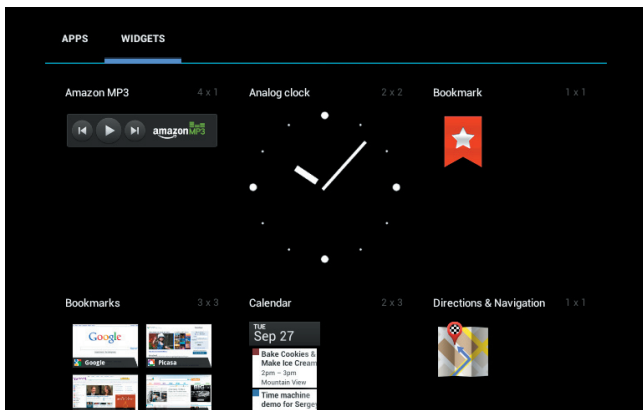 APPS WIDGETS
Amazon MP3 4 x 1 Analog clock 2 x 2 Bookmark 1 x 1
amazonMP3
Bookmarks 3 x 3 Calendar 2 x 3 Directions & Navigation 1 x 1
TUE
Sep 27
Google
Bake Cookies &
Make Ice Cream
Google Picasa
2pm – 3pm
Mountain View
Time machine
demo for Serge